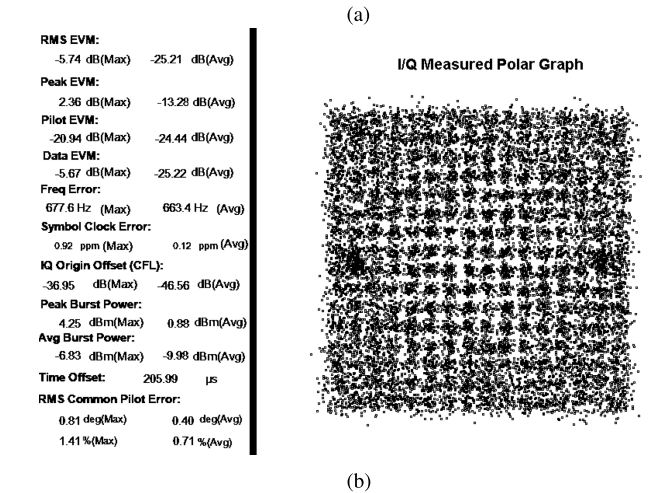 (a)
RMS EVM:
-5.74 dB(Max) -25.21 dB(Avg)
Peak EVM:
2.36 dB(Max) -13.28 dB(Avg)
Pilot EVM:
-20.94 dB(Max) -24.44 dB(Avg)
Data EVM:
-5.67 dB(Max) -25.22 dB(Avg)
Freq Error:
677.6 Hz (Max) 663.4 Hz (Avg)
Symbol Clock Error:
0.92 ppm (Max) 0.12 ppm (Avg)
IQ Origin Offset (CFL):
-36.95 dB(Max) -46.56 dB(Avg)
Peak Burst Power:
4.25 dBm(Max) 0.88 dBm(Avg)
Avg Burst Power:
-6.83 dBm(Max) -9.98 dBm(Avg)
Time Offset: 205.99 µs
RMS Common Pilot Error:
0.81 deg(Max) 0.40 deg(Avg)
1.41 %(Max) 0.71 %(Avg)
I/Q Measured Polar Graph
(b)